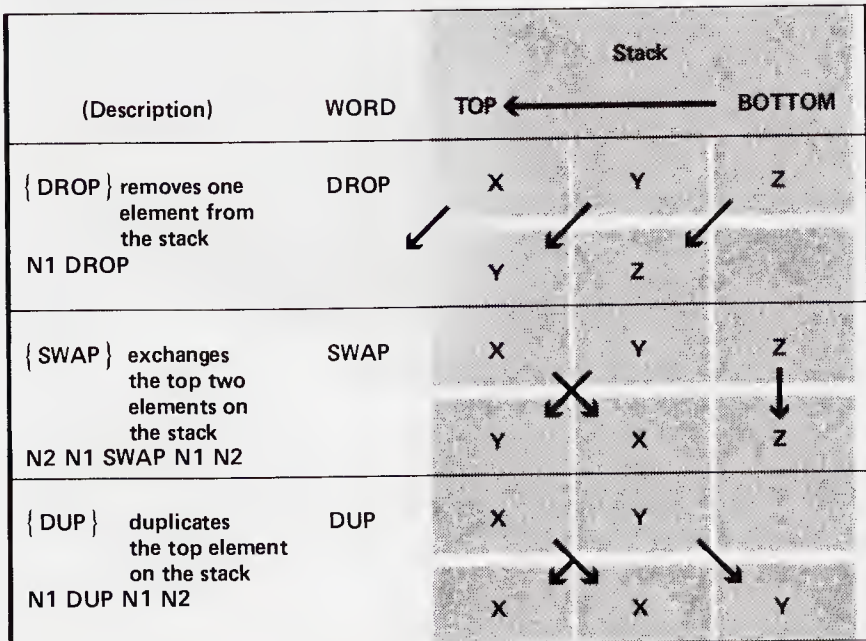 Stack
(Description) WORD TOP BOTTOM
{ DROP } removes one DROP X Y Z
element from
the stack
N1 DROP Y Z
{ SWAP } exchanges SWAP X Y Z
the top two
elements on
the stack Y X Z
N2 N1 SWAP N1 N2
{ DUP } duplicates DUP X Y
the top element
on the stack
N1 DUP N1 N2 X X Y